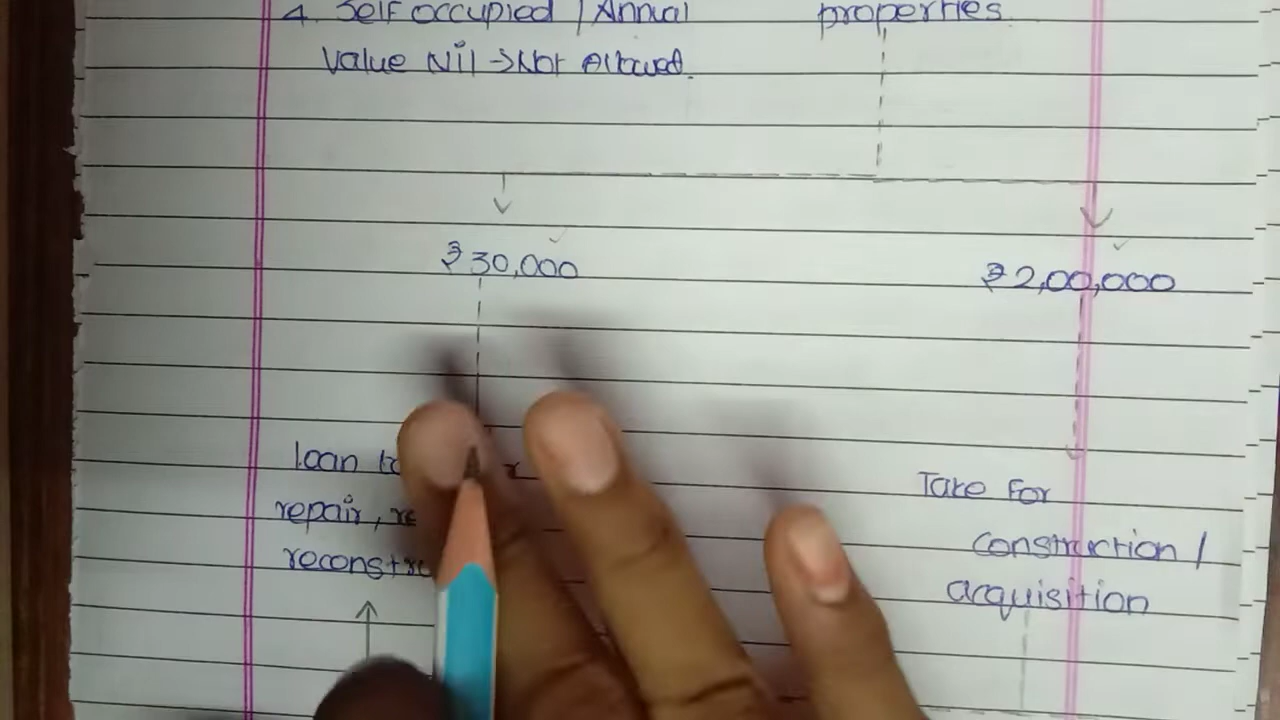 4. Self occupied / Annual
properties.
Value Nil → Not Allowed.
₹30,000
₹2,00,000
loan
repair,
Take For
Construction /
acquisition